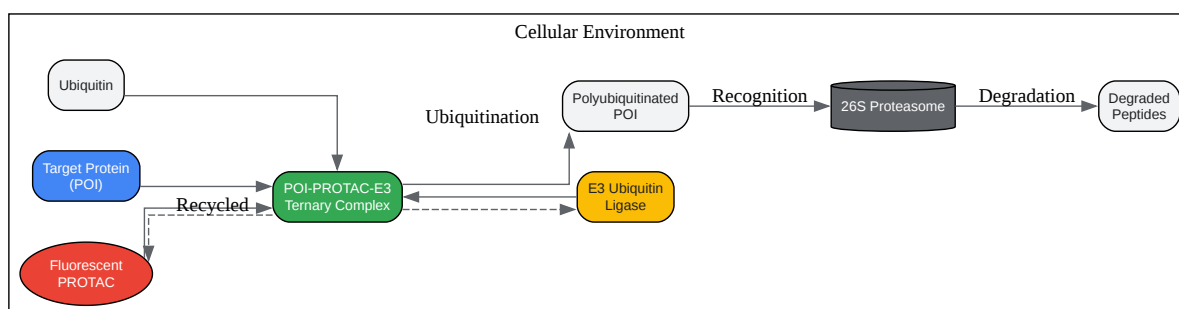 Cellular Environment
Ubiquitin
Polyubiquitinated
POI
Recognition
26S Proteasome
Degradation
Degraded
Peptides
Ubiquitination
Target Protein
(POI)
POI-PROTAC-E3
Ternary Complex
E3 Ubiquitin
Ligase
Recycled
Fluorescent
PROTAC